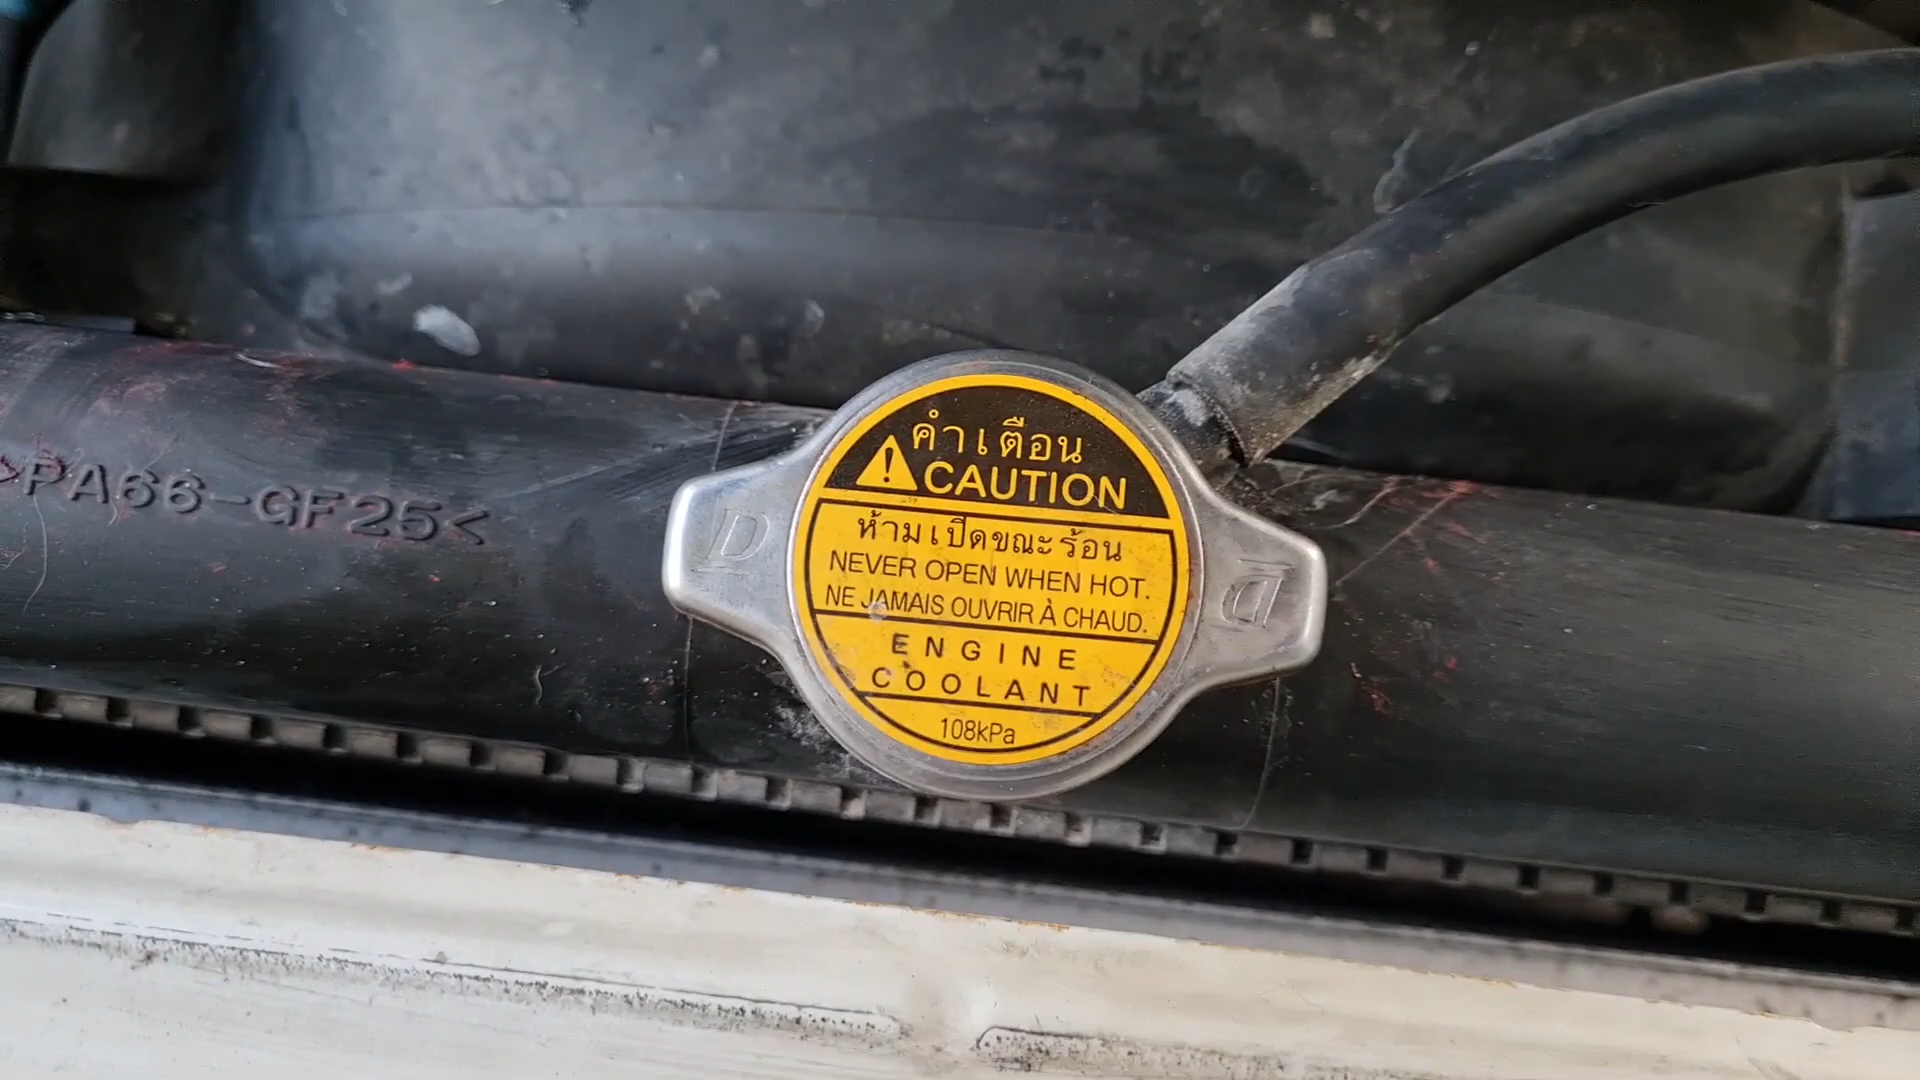 คำเตือน
CAUTION
ห้ามเปิดขณะร้อน
NEVER OPEN WHEN HOT.
NE JAMAIS OUVRIR À CHAUD.
ENGINE
COOLANT
108kPa
>PA66-GF25<
D
D